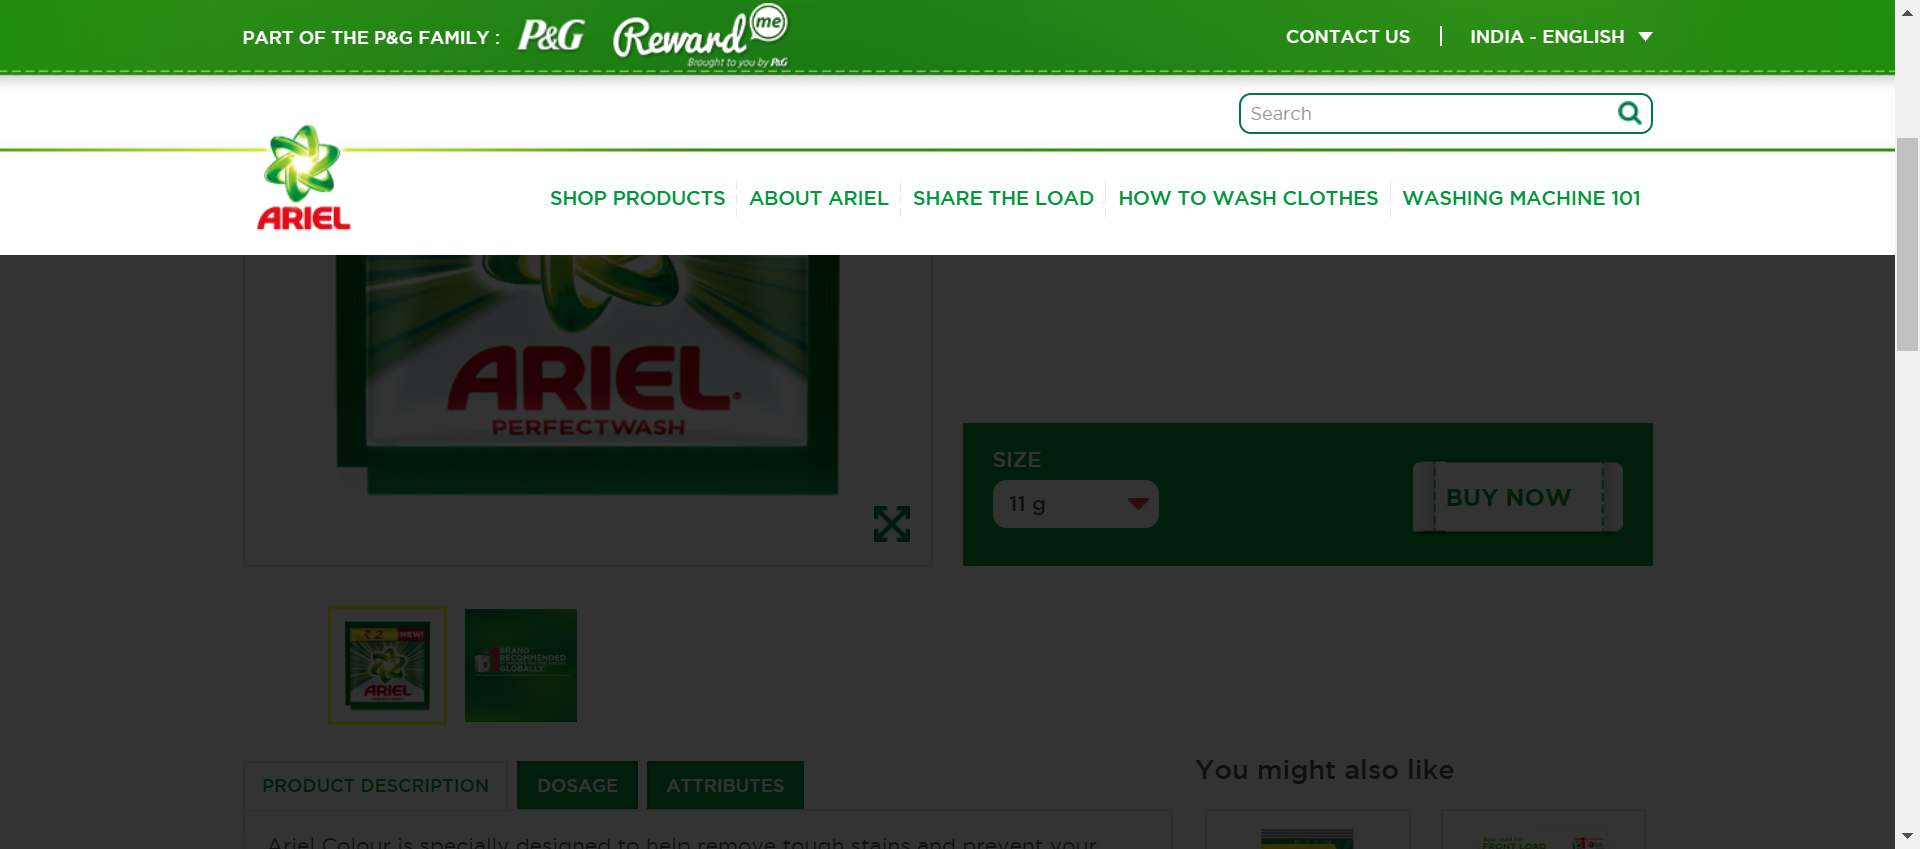 PART OF THE P&G FAMILY :
P&G
Reward me
Brought to you by P&G
CONTACT US
INDIA - ENGLISH
Search
ARIEL
SHOP PRODUCTS
ABOUT ARIEL
SHARE THE LOAD
HOW TO WASH CLOTHES
WASHING MACHINE 101
ARIEL
PERFECTWASH
SIZE
11 g
BUY NOW
₹ 2
NEW!
ARIEL
#1 BRAND
RECOMMENDED
GLOBALLY.
PRODUCT DESCRIPTION
DOSAGE
ATTRIBUTES
You might also like
Ariel Colour is specially designed to help remove tough stains and prevent your
FRONT LOAD